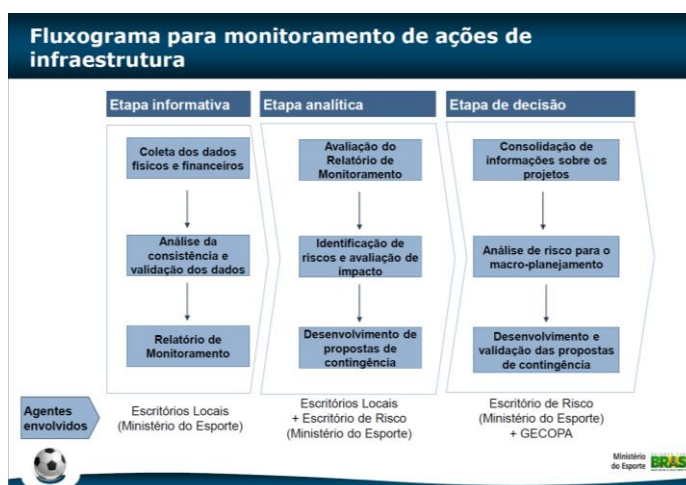 Fluxograma para monitoramento de ações de
infraestrutura
Etapa informativa
Coleta dos dados
físicos e financeiros
Análise da
consistência e
validação dos dados
Relatório de
Monitoramento
Etapa analítica
Avaliação do
Relatório de
Monitoramento
Identificação de
riscos e avaliação de
impacto
Desenvolvimento de
propostas de
contingência
Etapa de decisão
Consolidação de
informações sobre os
projetos
Análise de risco para o
macro-planejamento
Desenvolvimento e
validação das propostas
de contingência
Agentes
envolvidos
Escritórios Locais
(Ministério do Esporte)
Escritórios Locais
+ Escritório de Risco
(Ministério do Esporte)
Escritório de Risco
(Ministério do Esporte)
+ GECOPA
Ministério
do Esporte